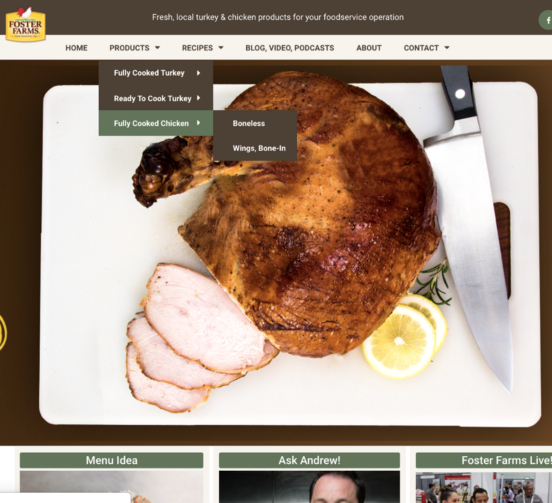 FOSTER
FARMS
Fresh, local turkey & chicken products for your foodservice operation
HOME
PRODUCTS
RECIPES
BLOG, VIDEO, PODCASTS
ABOUT
CONTACT
Fully Cooked Turkey
Ready To Cook Turkey
Fully Cooked Chicken
Boneless
Wings, Bone-In
Menu Idea
Ask Andrew!
Foster Farms Live!